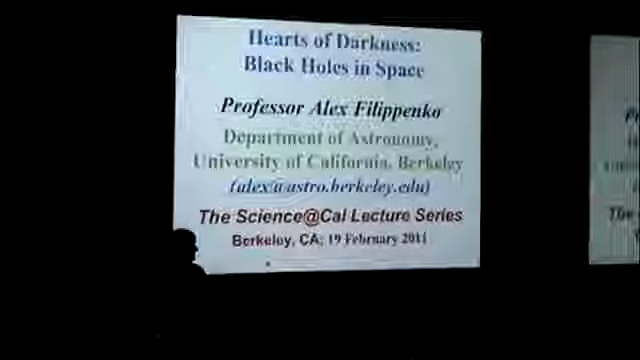 Hearts of Darkness:
Black Holes in Space
Professor Alex Filippenko
Department of Astronomy,
University of California, Berkeley
(alex@astro.berkeley.edu)
The Science@Cal Lecture Series
Berkeley, CA; 19 February 2011